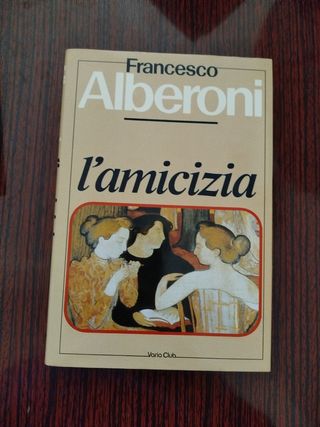 Francesco
Alberoni
l'amicizia
Vario Club